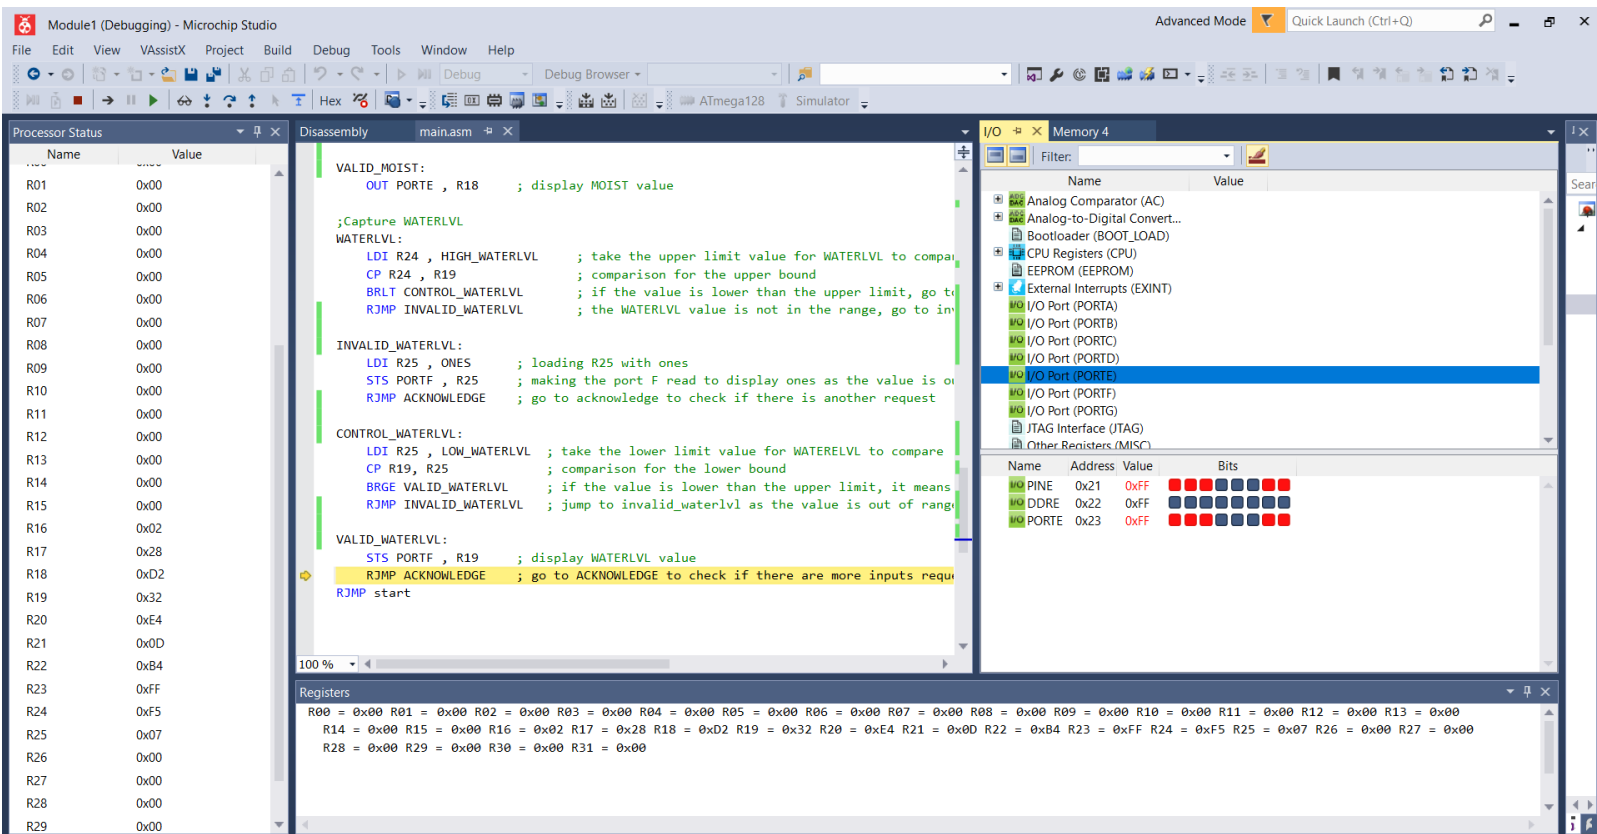 Module1 (Debugging) - Microchip Studio
Advanced Mode
Quick Launch (Ctrl+Q)
File Edit View VAssistX Project Build Debug Tools Window Help
Debug Debug Browser
Hex ATmega128 Simulator
Processor Status
Name Value
R01 0x00
R02 0x00
R03 0x00
R04 0x00
R05 0x00
R06 0x00
R07 0x00
R08 0x00
R09 0x00
R10 0x00
R11 0x00
R12 0x00
R13 0x00
R14 0x00
R15 0x00
R16 0x02
R17 0x28
R18 0xD2
R19 0x32
R20 0xE4
R21 0x0D
R22 0xB4
R23 0xFF
R24 0xF5
R25 0x07
R26 0x00
R27 0x00
R28 0x00
R29 0x00
Disassembly main.asm
VALID_MOIST:
OUT PORTE , R18 ; display MOIST value
;Capture WATERLVL
WATERLVL:
LDI R24 , HIGH_WATERLVL ; take the upper limit value for WATERLVL to compa
CP R24 , R19 ; comparison for the upper bound
BRLT CONTROL_WATERLVL ; if the value is lower than the upper limit, go t
RJMP INVALID_WATERLVL ; the WATERLVL value is not in the range, go to in
INVALID_WATERLVL:
LDI R25 , ONES ; loading R25 with ones
STS PORTF , R25 ; making the port F read to display ones as the value is o
RJMP ACKNOWLEDGE ; go to acknowledge to check if there is another request
CONTROL_WATERLVL:
LDI R25 , LOW_WATERLVL ; take the lower limit value for WATERELVL to compare
CP R19, R25 ; comparison for the lower bound
BRGE VALID_WATERLVL ; if the value is lower than the upper limit, it means
RJMP INVALID_WATERLVL ; jump to invalid_waterlvl as the value is out of rang
VALID_WATERLVL:
STS PORTF , R19 ; display WATERLVL value
RJMP ACKNOWLEDGE ; go to ACKNOWLEDGE to check if there are more inputs requ
RJMP start
100 %
I/O Memory 4
Filter:
Name Value
Analog Comparator (AC)
Analog-to-Digital Convert...
Bootloader (BOOT_LOAD)
CPU Registers (CPU)
EEPROM (EEPROM)
External Interrupts (EXINT)
I/O Port (PORTA)
I/O Port (PORTB)
I/O Port (PORTC)
I/O Port (PORTD)
I/O Port (PORTE)
I/O Port (PORTF)
I/O Port (PORTG)
JTAG Interface (JTAG)
Other Registers (MISC)
Name Address Value Bits
PINE 0x21 0xFF
DDRE 0x22 0xFF
PORTE 0x23 0xFF
Sear
Registers
R00 = 0x00 R01 = 0x00 R02 = 0x00 R03 = 0x00 R04 = 0x00 R05 = 0x00 R06 = 0x00 R07 = 0x00 R08 = 0x00 R09 = 0x00 R10 = 0x00 R11 = 0x00 R12 = 0x00 R13 = 0x00
R14 = 0x00 R15 = 0x00 R16 = 0x02 R17 = 0x28 R18 = 0xD2 R19 = 0x32 R20 = 0xE4 R21 = 0x0D R22 = 0xB4 R23 = 0xFF R24 = 0xF5 R25 = 0x07 R26 = 0x00 R27 = 0x00
R28 = 0x00 R29 = 0x00 R30 = 0x00 R31 = 0x00